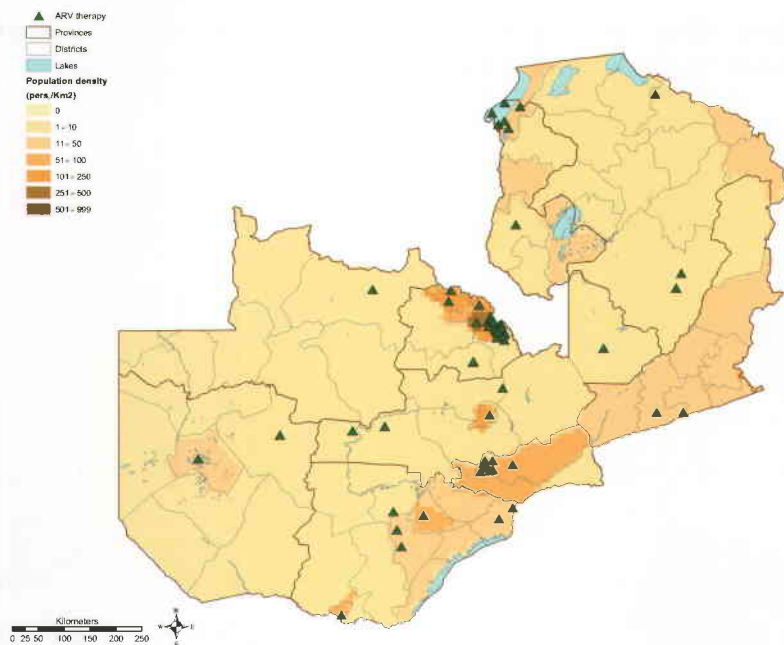 ARV therapy
Provinces
Districts
Lakes
Population density
(pers./Km2)
0
1 - 10
11 - 50
51 - 100
101 - 250
251 - 500
501 - 999
Kilometers
0 25 50 100 150 200 250
N
W E
S